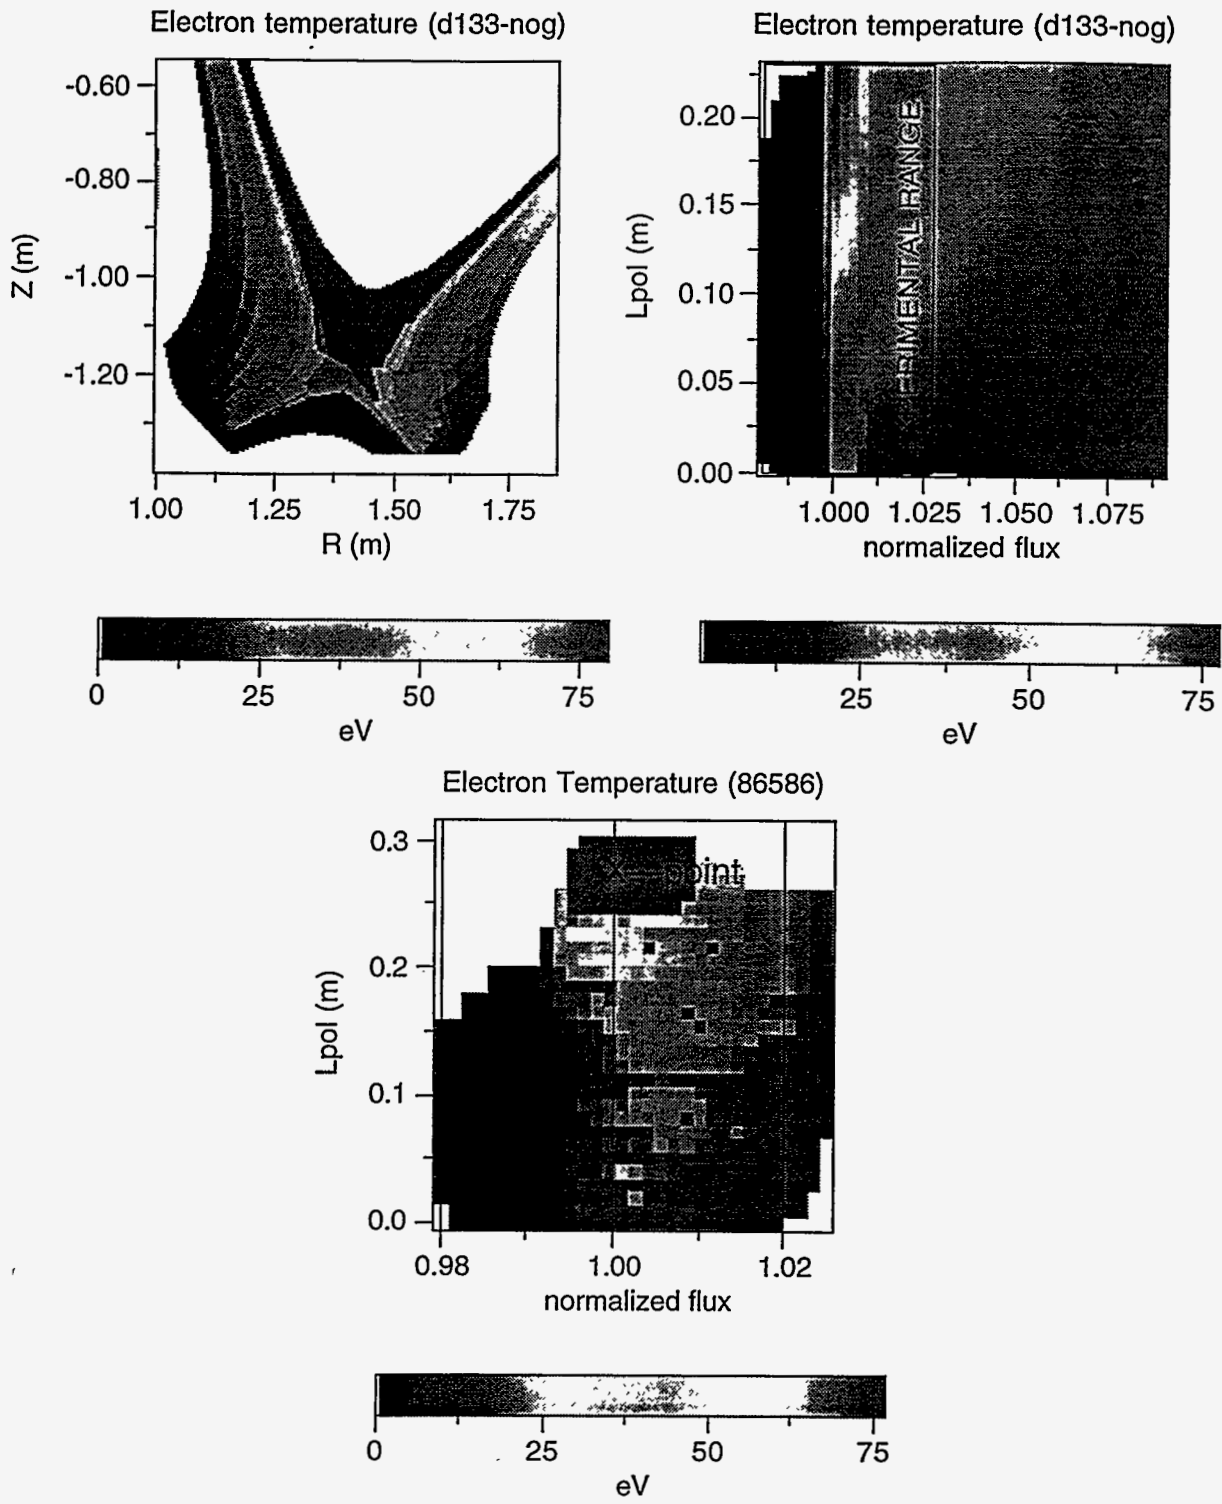 Electron temperature (d133-nog)
-0.60
-0.80
-1.00
-1.20
Z (m)
1.00 1.25 1.50 1.75
R (m)
0 25 50 75
eV
Electron temperature (d133-nog)
0.20
0.15
0.10
0.05
0.00
Lpol (m)
RIMENTAL RANGE
1.000 1.025 1.050 1.075
normalized flux
25 50 75
eV
Electron Temperature (86586)
0.3
0.2
0.1
0.0
Lpol (m)
X-point
0.98 1.00 1.02
normalized flux
0 25 50 75
eV